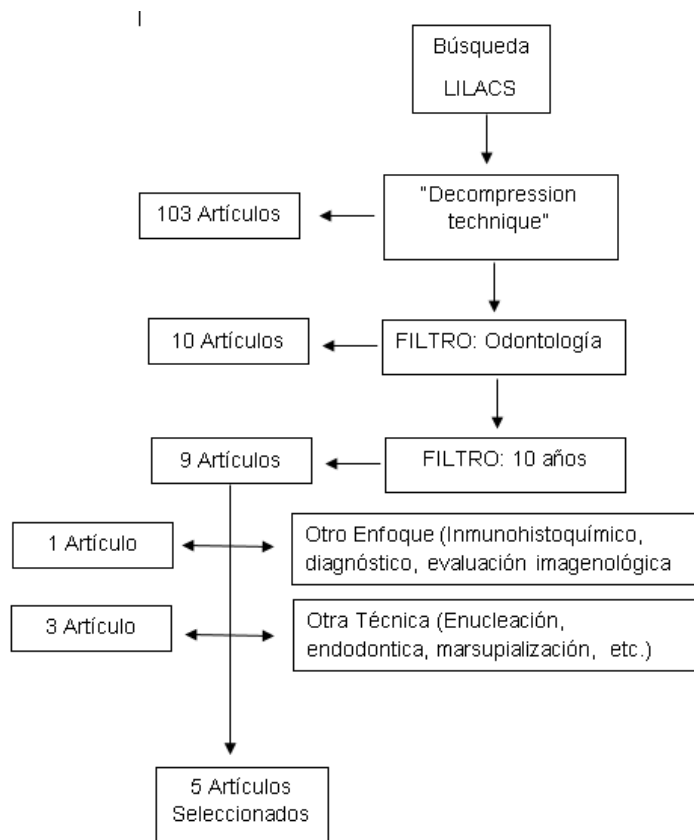 Búsqueda
LILACS
"Decompression
technique"
103 Artículos
FILTRO: Odontología
10 Artículos
FILTRO: 10 años
9 Artículos
1 Artículo
Otro Enfoque (Inmunohistoquímico,
diagnóstico, evaluación imagenológica
3 Artículo
Otra Técnica (Enucleación,
endodontica, marsupialización, etc.)
5 Artículos
Seleccionados